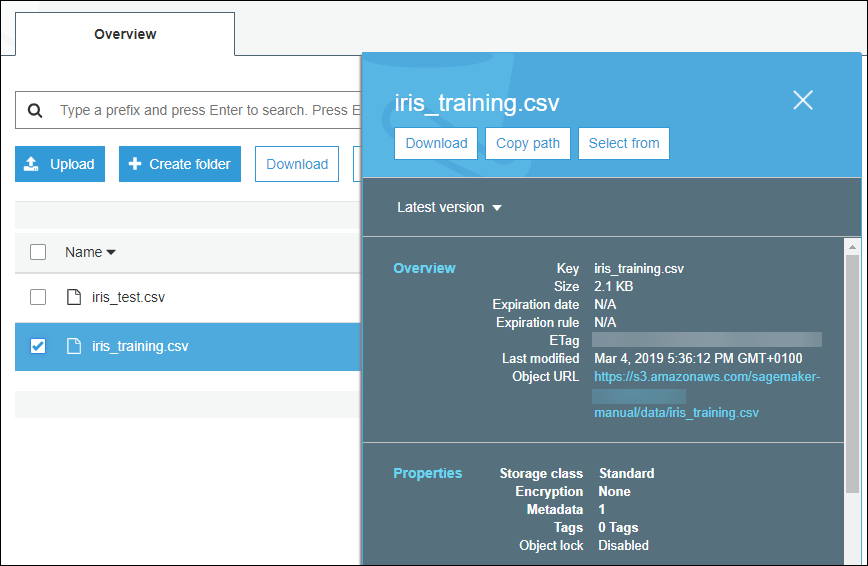 Overview
Type a prefix and press Enter to search. Press E
Upload
Create folder
Download
Name
iris_test.csv
iris_training.csv
iris_training.csv
Download
Copy path
Select from
Latest version
Overview
Key iris_training.csv
Size 2.1 KB
Expiration date N/A
Expiration rule N/A
ETag
Last modified Mar 4, 2019 5:36:12 PM GMT+0100
Object URL https://s3.amazonaws.com/sagemaker-
manual/data/iris_training.csv
Properties
Storage class Standard
Encryption None
Metadata 1
Tags 0 Tags
Object lock Disabled